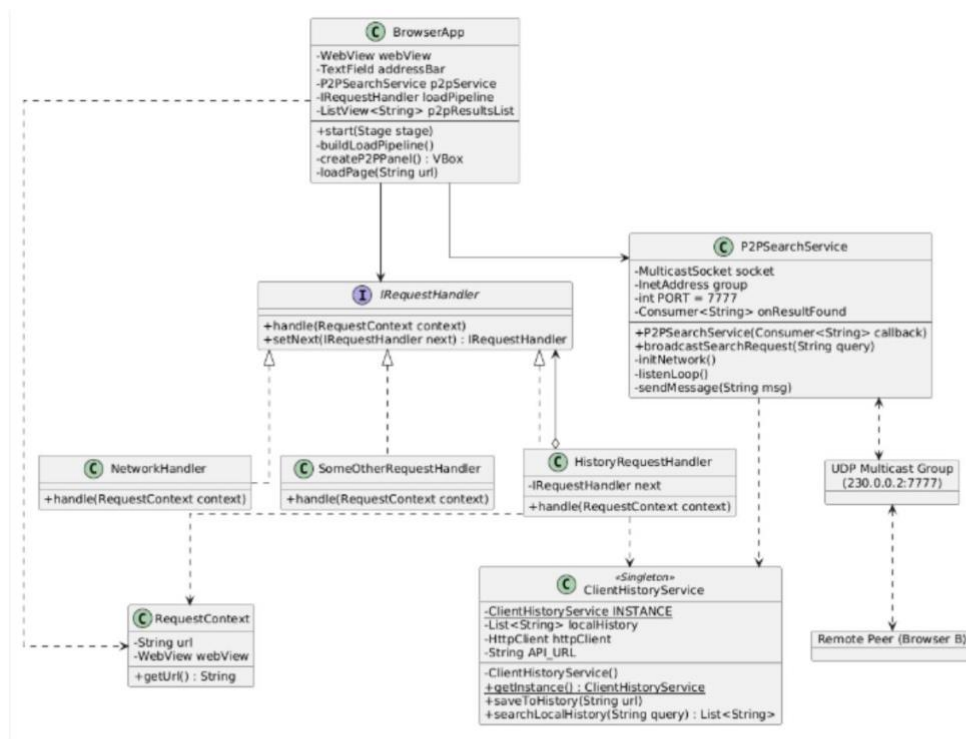 C BrowserApp
-WebView webView
-TextField addressBar
-P2PSearchService p2pService
-IRequestHandler loadPipeline
-ListView<String> p2pResultsList
+start(Stage stage)
-buildLoadPipeline()
-createP2PPanel() : VBox
-loadPage(String url)
C P2PSearchService
-MulticastSocket socket
-InetAddress group
-int PORT = 7777
-Consumer<String> onResultFound
+P2PSearchService(Consumer<String> callback)
+broadcastSearchRequest(String query)
-initNetwork()
-listenLoop()
-sendMessage(String msg)
I IRequestHandler
+handle(RequestContext context)
+setNext(IRequestHandler next) : IRequestHandler
C NetworkHandler
+handle(RequestContext context)
C SomeOtherRequestHandler
+handle(RequestContext context)
C HistoryRequestHandler
-IRequestHandler next
+handle(RequestContext context)
UDP Multicast Group
(230.0.0.2:7777)
C RequestContext
-String url
-WebView webView
+getUrl() : String
«Singleton»
C ClientHistoryService
-ClientHistoryService INSTANCE
-List<String> localHistory
-HttpClient httpClient
-String API_URL
-ClientHistoryService()
+getInstance() : ClientHistoryService
+saveToHistory(String url)
+searchLocalHistory(String query) : List<String>
Remote Peer (Browser B)